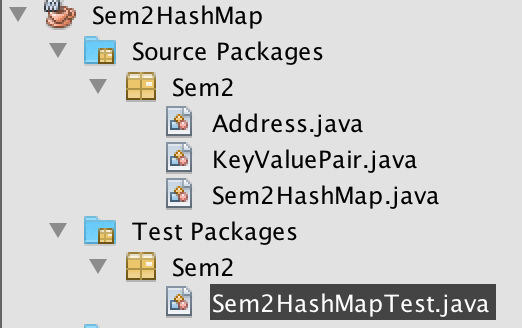 Sem2HashMap
Source Packages
Sem2
Address.java
KeyValuePair.java
Sem2HashMap.java
Test Packages
Sem2
Sem2HashMapTest.java